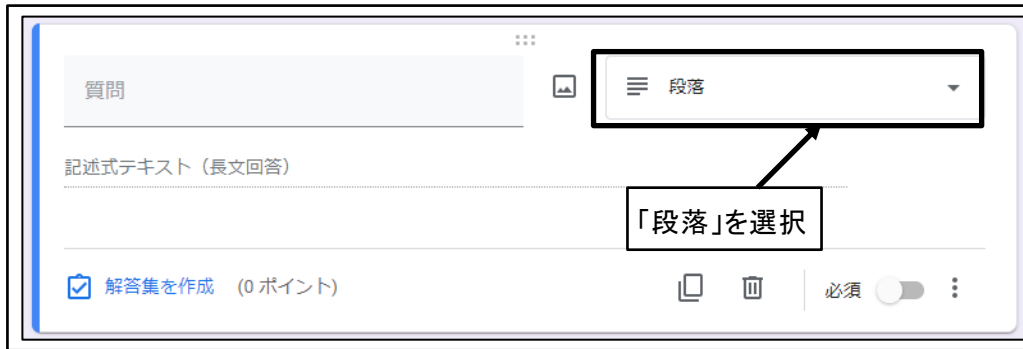 質問
段落
記述式テキスト（長文回答）
「段落」を選択
解答集を作成 (0 ポイント)
必須